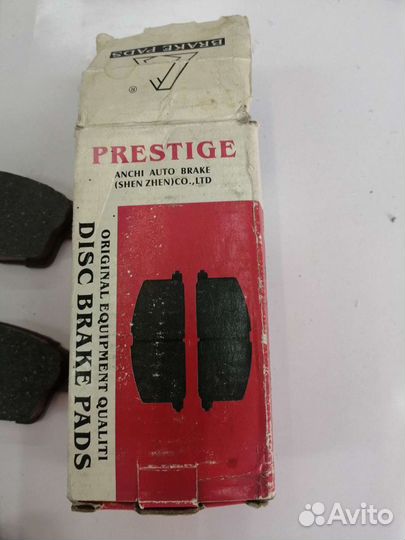 BRAKE PADS
®
PRESTIGE
ANCHI AUTO BRAKE
(SHEN ZHEN)CO.,LTD
ORIGINAL EQUIPMENT QUALITI
DISC BRAKE PADS
Avito